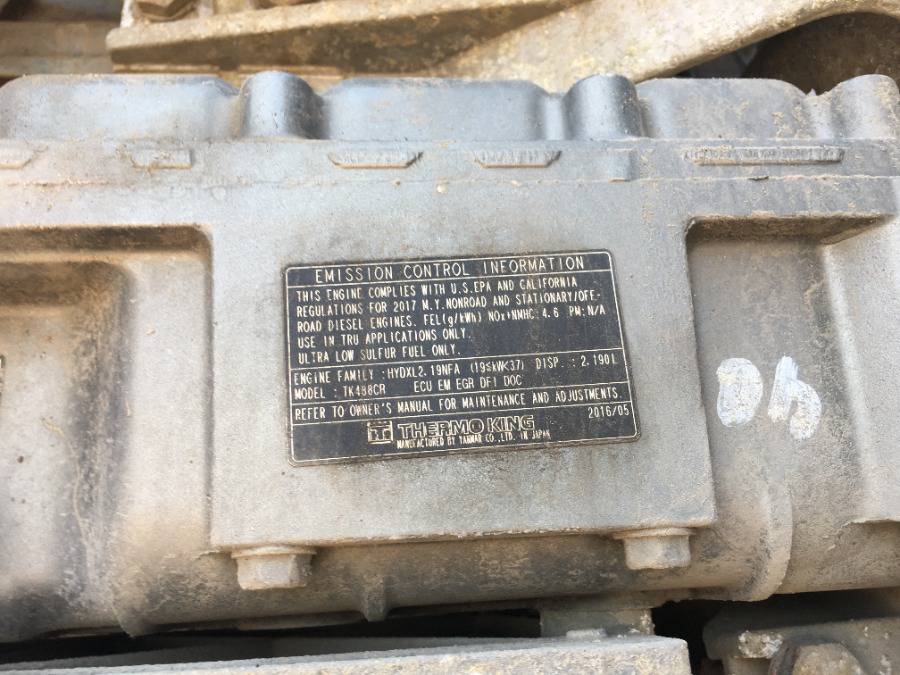 EMISSION CONTROL INFORMATION
THIS ENGINE COMPLIES WITH U.S.EPA AND CALIFORNIA
REGULATIONS FOR 2017 M.Y.NONROAD AND STATIONARY/OFF-
ROAD DIESEL ENGINES. FEL(g/kWh) NOx+NMHC: 4.6 PM:N/A
USE IN TRU APPLICATIONS ONLY.
ULTRA LOW SULFUR FUEL ONLY.
ENGINE FAMILY : HYDXL2.19NFA (19≤kW<37) DISP. : 2.190l
MODEL : TK488CR ECU EM EGR DFI DOC
REFER TO OWNER'S MANUAL FOR MAINTENANCE AND ADJUSTMENTS.
2016/05
THERMO KING
MANUFACTURED BY YANMAR CO.,LTD. IN JAPAN